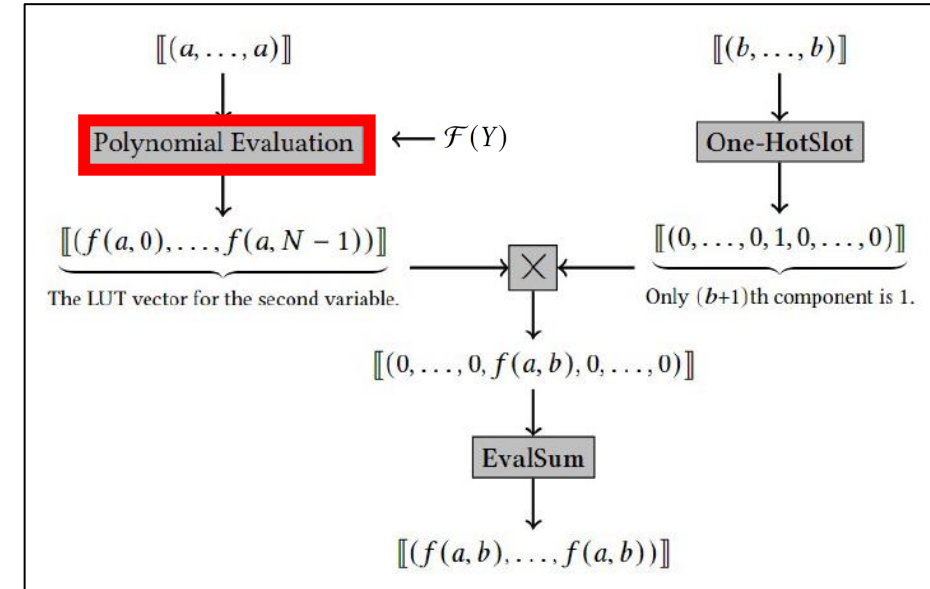 ⟦(a, . . . , a)⟧
⟦(b, . . . , b)⟧
Polynomial Evaluation
ℱ(Y)
One-HotSlot
⟦(f(a, 0), . . . , f(a, N − 1))⟧
⟦(0, . . . , 0, 1, 0, . . . , 0)⟧
×
The LUT vector for the second variable.
Only (b+1)th component is 1.
⟦(0, . . . , 0, f(a, b), 0, . . . , 0)⟧
EvalSum
⟦(f(a, b), . . . , f(a, b))⟧